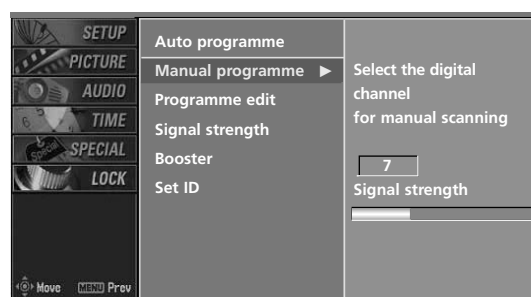 SETUP
PICTURE
AUDIO
TIME
SPECIAL
LOCK
Move MENU Prev
Auto programme
Manual programme
Programme edit
Signal strength
Booster
Set ID
Select the digital
channel
for manual scanning
7
Signal strength